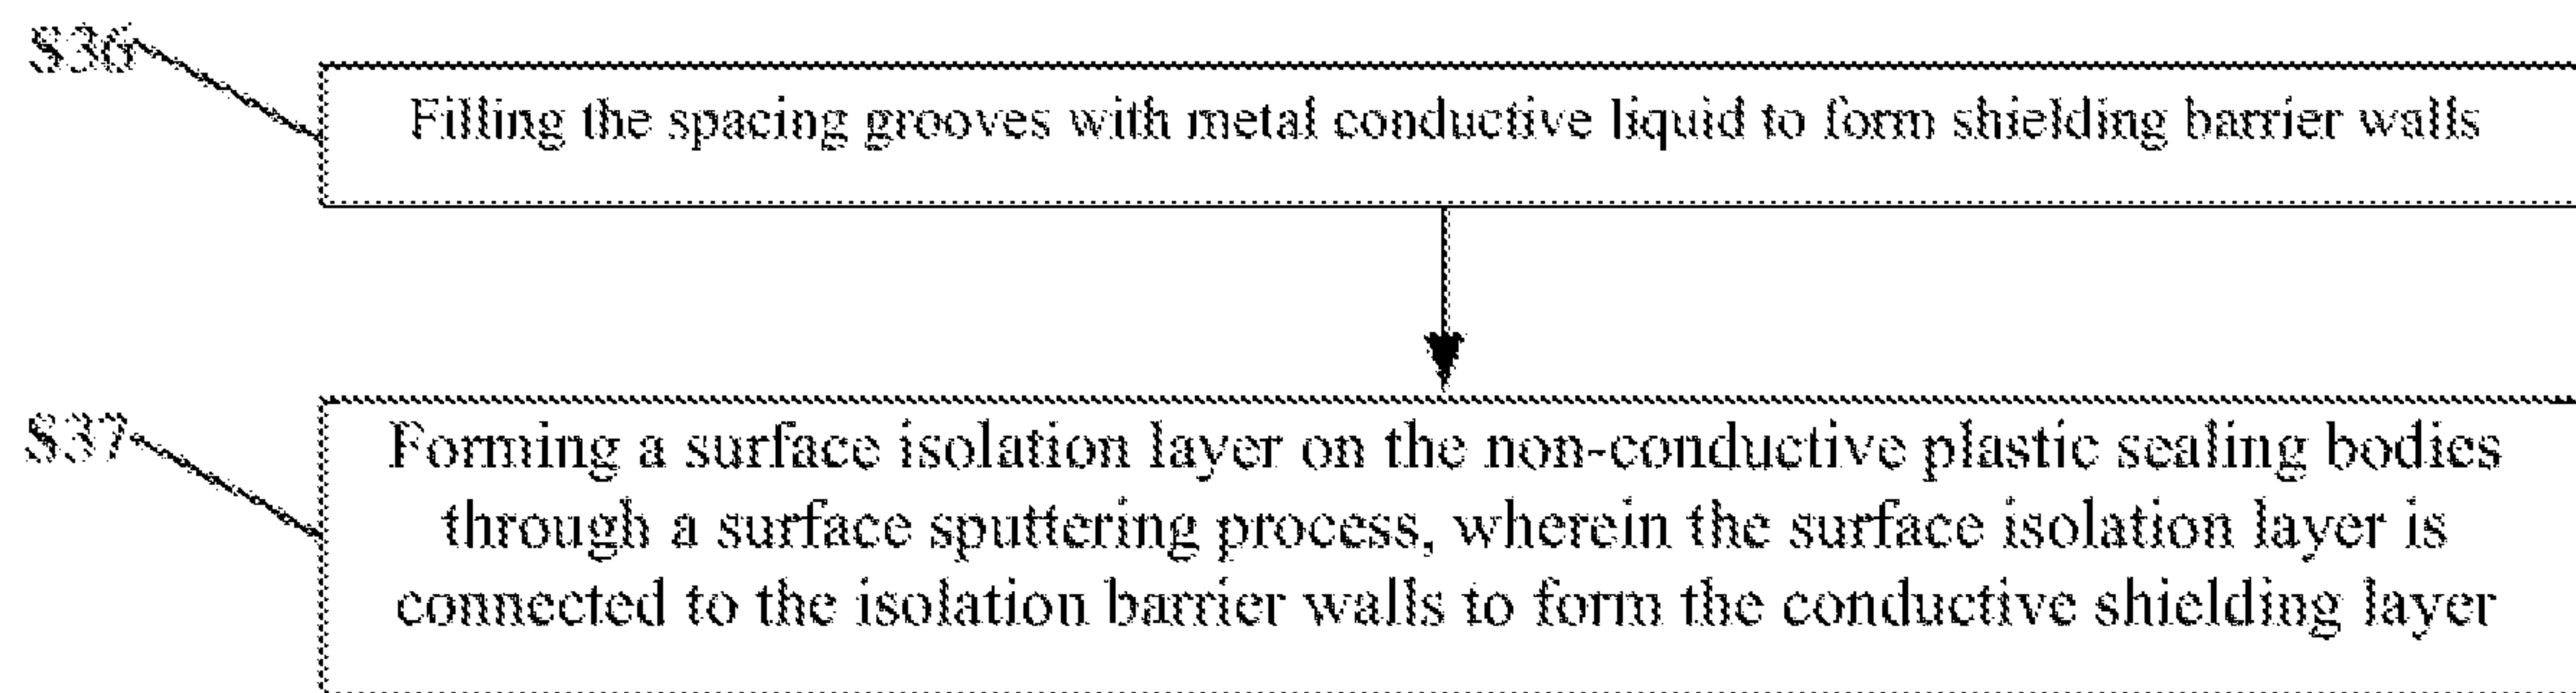 S36
Filling the spacing grooves with metal conductive liquid to form shielding barrier walls
S37
Forming a surface isolation layer on the non-conductive plastic sealing bodies
through a surface sputtering process, wherein the surface isolation layer is
connected to the isolation barrier walls to form the conductive shielding layer